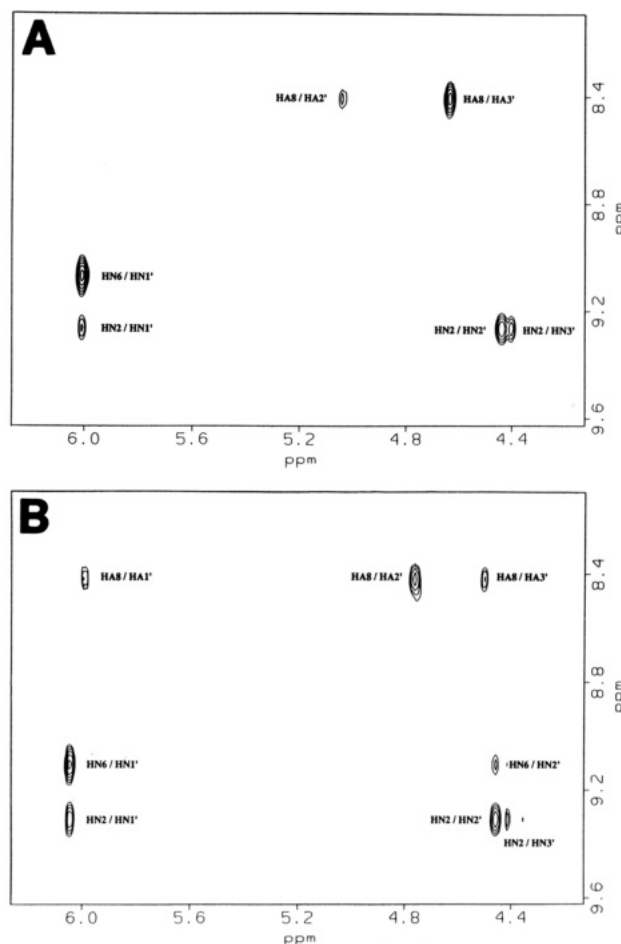 A
HA8 / HA2'
HA8 / HA3'
8.4
8.8
ppm
HN6 / HN1'
HN2 / HN1'
HN2 / HN2'
HN2 / HN3'
9.2
9.6
6.0
5.6
5.2
4.8
4.4
ppm
B
HA8 / HA1'
HA8 / HA2'
HA8 / HA3'
8.4
8.8
ppm
HN6 / HN1'
HN6 / HN2'
9.2
HN2 / HN1'
HN2 / HN2'
HN2 / HN3'
9.6
6.0
5.6
5.2
4.8
4.4
ppm